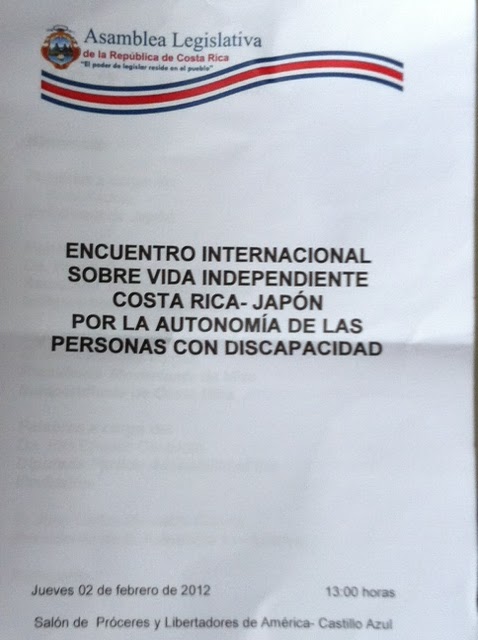 Asamblea Legislativa
de la República de Costa Rica
"El poder de legislar reside en el pueblo"
ENCUENTRO INTERNACIONAL
SOBRE VIDA INDEPENDIENTE
COSTA RICA- JAPÓN
POR LA AUTONOMÍA DE LAS
PERSONAS CON DISCAPACIDAD
Jueves 02 de febrero de 2012 13:00 horas
Salón de Próceres y Libertadores de América- Castillo Azul